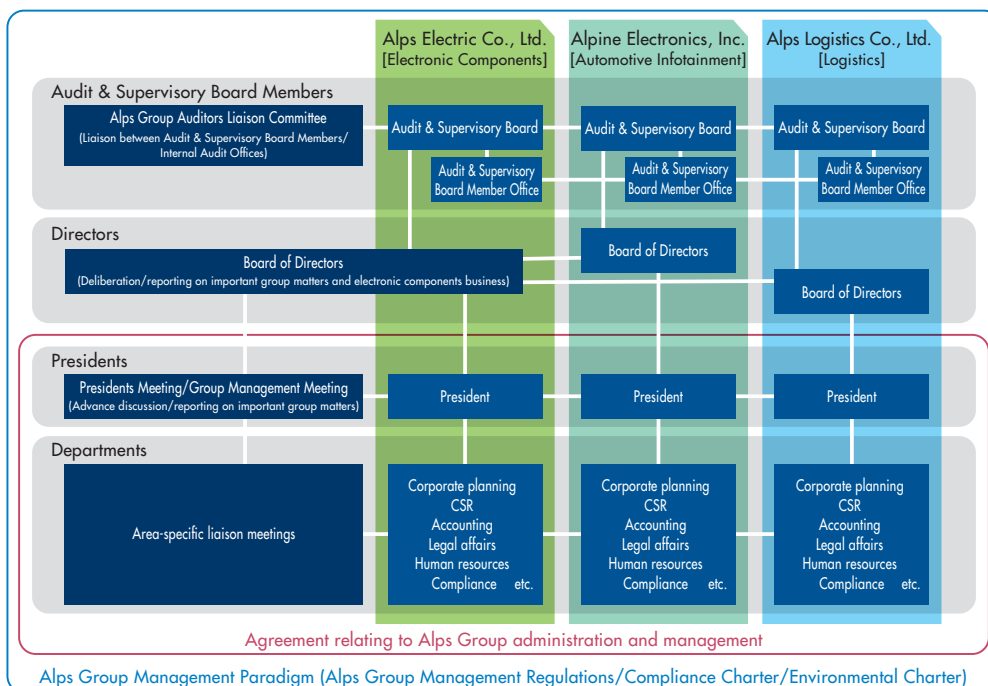 Alps Electric Co., Ltd.
[Electronic Components]
Alpine Electronics, Inc.
[Automotive Infotainment]
Alps Logistics Co., Ltd.
[Logistics]
Audit & Supervisory Board Members
Alps Group Auditors Liaison Committee
(Liaison between Audit & Supervisory Board Members/
Internal Audit Offices)
Audit & Supervisory Board
Audit & Supervisory Board
Audit & Supervisory Board
Audit & Supervisory
Board Member Office
Audit & Supervisory
Board Member Office
Audit & Supervisory
Board Member Office
Directors
Board of Directors
(Deliberation/reporting on important group matters and electronic components business)
Board of Directors
Board of Directors
Presidents
Presidents Meeting/Group Management Meeting
(Advance discussion/reporting on important group matters)
President
President
President
Departments
Area-specific liaison meetings
Corporate planning
CSR
Accounting
Legal affairs
Human resources
Compliance etc.
Corporate planning
CSR
Accounting
Legal affairs
Human resources
Compliance etc.
Corporate planning
CSR
Accounting
Legal affairs
Human resources
Compliance etc.
Agreement relating to Alps Group administration and management
Alps Group Management Paradigm (Alps Group Management Regulations/Compliance Charter/Environmental Charter)